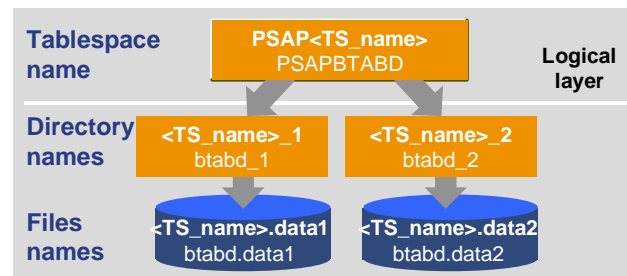 Tablespace name
PSAP<TS_name>
PSAPBTABD
Logical layer
Directory names
<TS_name>_1
btabd_1
<TS_name>_2
btabd_2
Files names
<TS_name>.data1
btabd.data1
<TS_name>.data2
btabd.data2